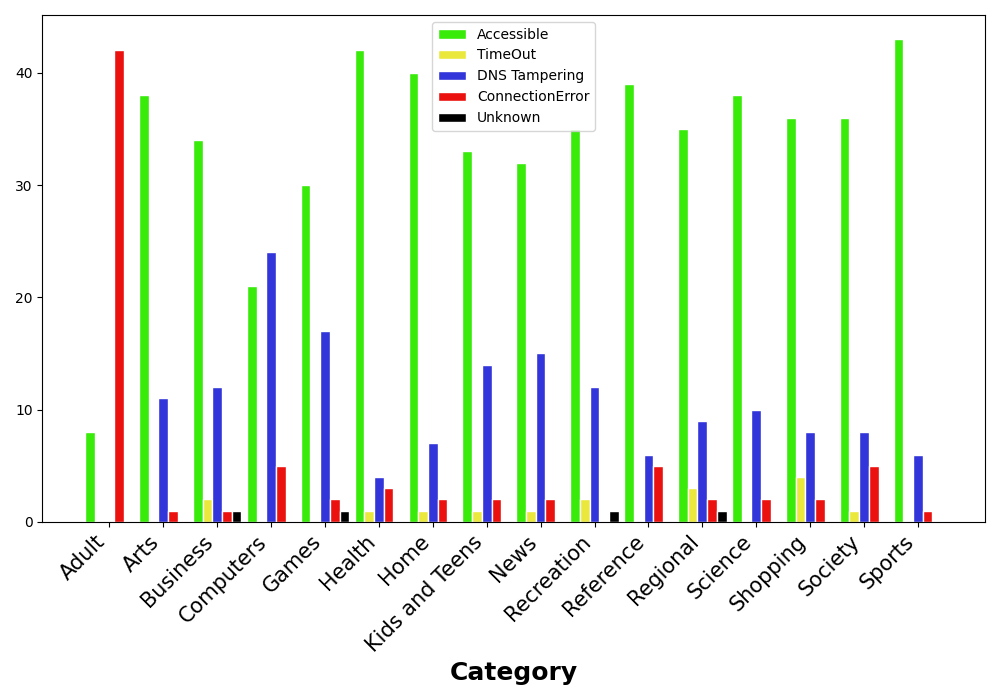 Accessible
TimeOut
DNS Tampering
ConnectionError
Unknown
40
30
20
10
0
Adult
Arts
Business
Computers
Games
Health
Home
Kids and Teens
News
Recreation
Reference
Regional
Science
Shopping
Society
Sports
Category